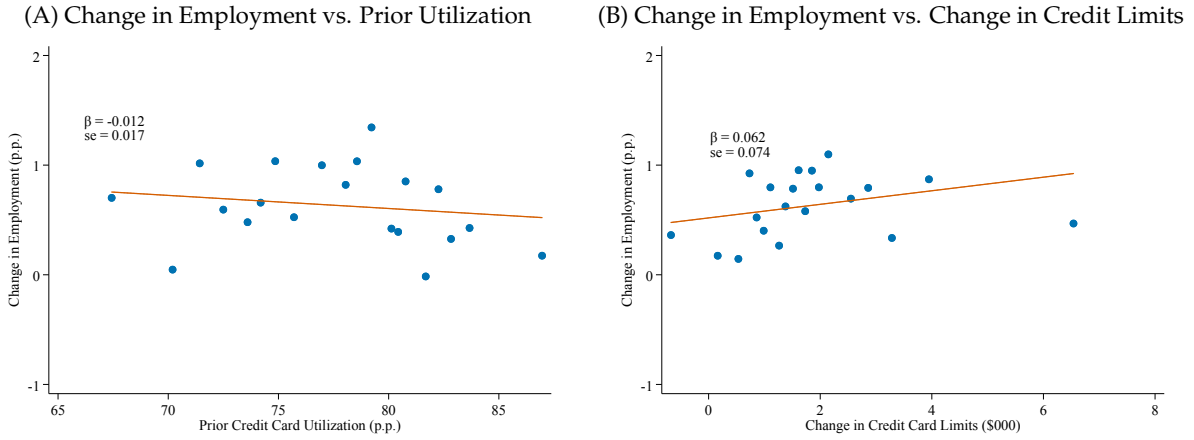 (A) Change in Employment vs. Prior Utilization
2
1
0
-1
Change in Employment (p.p.)
β = -0.012
se = 0.017
65 70 75 80 85
Prior Credit Card Utilization (p.p.)
(B) Change in Employment vs. Change in Credit Limits
2
1
0
-1
Change in Employment (p.p.)
β = 0.062
se = 0.074
0 2 4 6 8
Change in Credit Card Limits ($000)